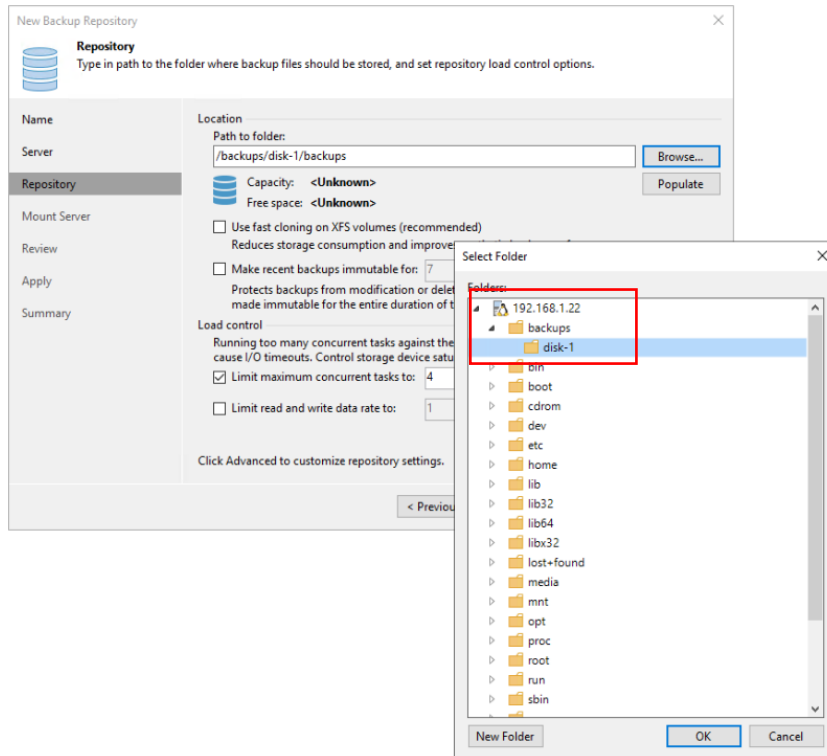 New Backup Repository
Repository
Type in path to the folder where backup files should be stored, and set repository load control options.
Name
Server
Repository
Mount Server
Review
Apply
Summary
Location
Path to folder:
/backups/disk-1/backups
Browse...
Capacity: <Unknown>
Free space: <Unknown>
Populate
Use fast cloning on XFS volumes (recommended)
Reduces storage consumption and improve
Make recent backups immutable for: 7
Protects backups from modification or delet
made immutable for the entire duration of t
Load control
Running too many concurrent tasks against the
cause I/O timeouts. Control storage device satu
Limit maximum concurrent tasks to: 4
Limit read and write data rate to: 1
Click Advanced to customize repository settings.
< Previou
Select Folder
Folders:
192.168.1.22
backups
disk-1
bin
boot
cdrom
dev
etc
home
lib
lib32
lib64
libx32
lost+found
media
mnt
opt
proc
root
run
sbin
New Folder
OK
Cancel